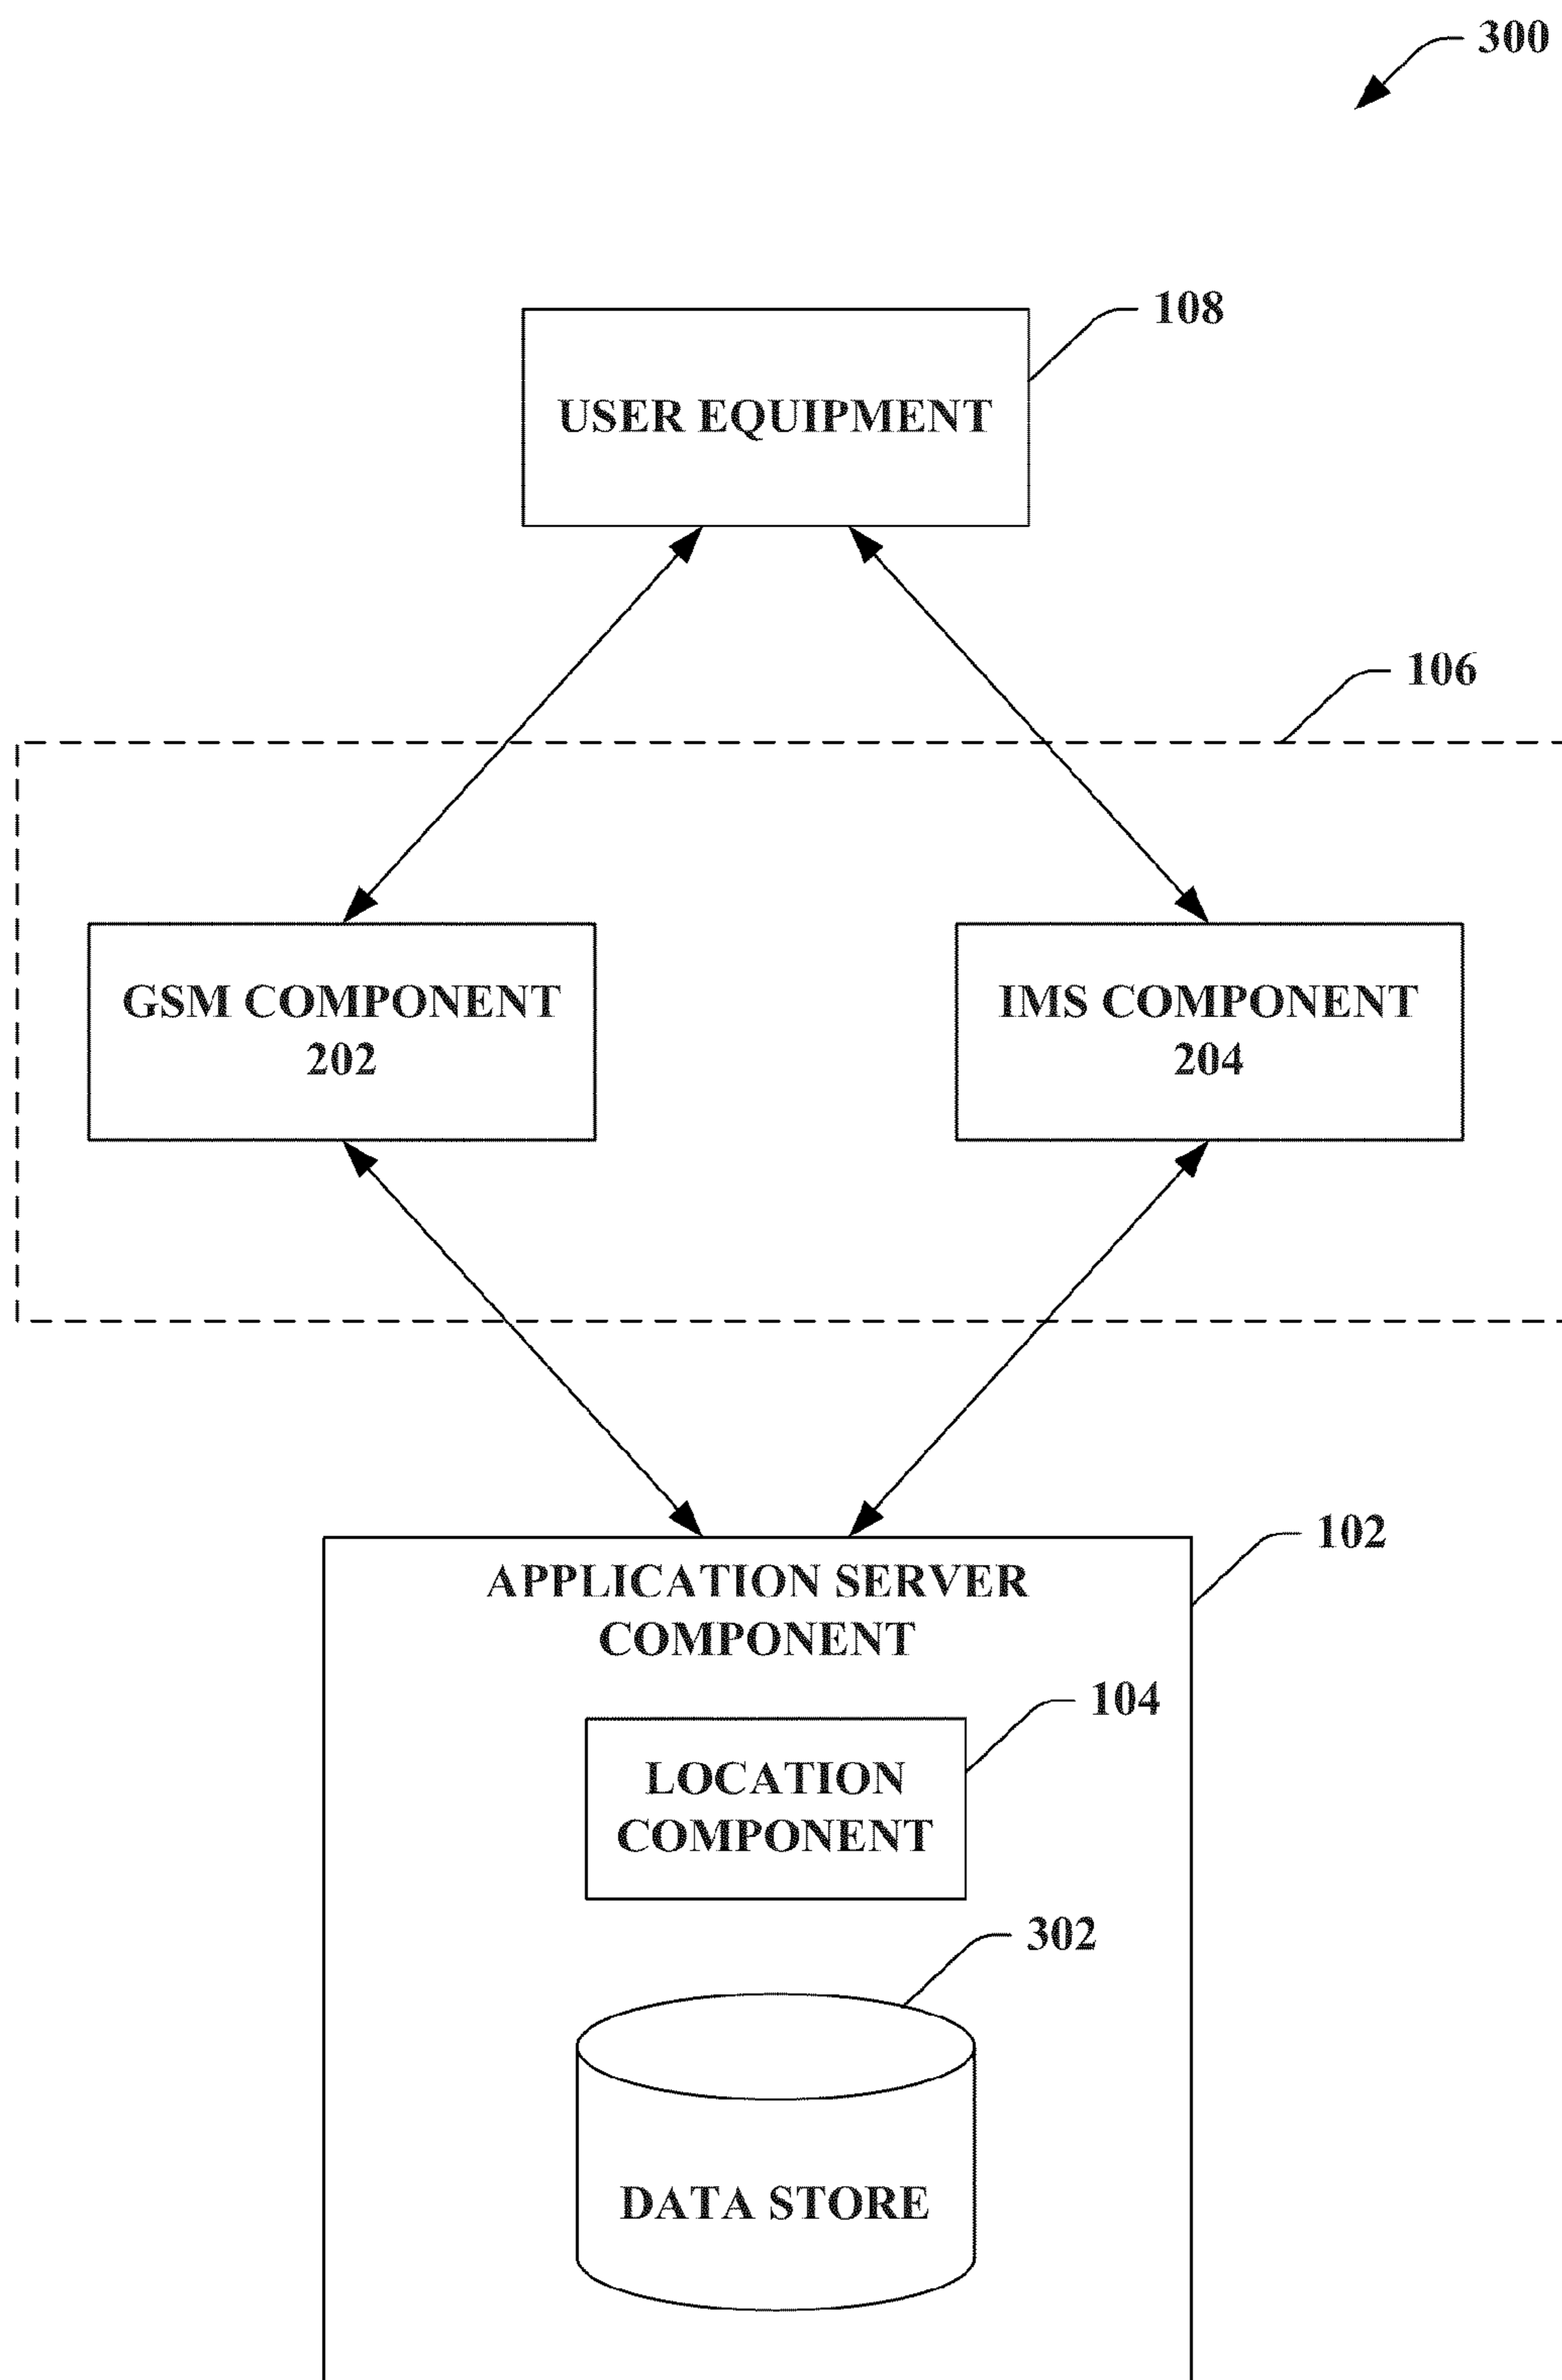 300
108
USER EQUIPMENT
106
GSM COMPONENT
202
IMS COMPONENT
204
102
APPLICATION SERVER
COMPONENT
104
LOCATION
COMPONENT
302
DATA STORE